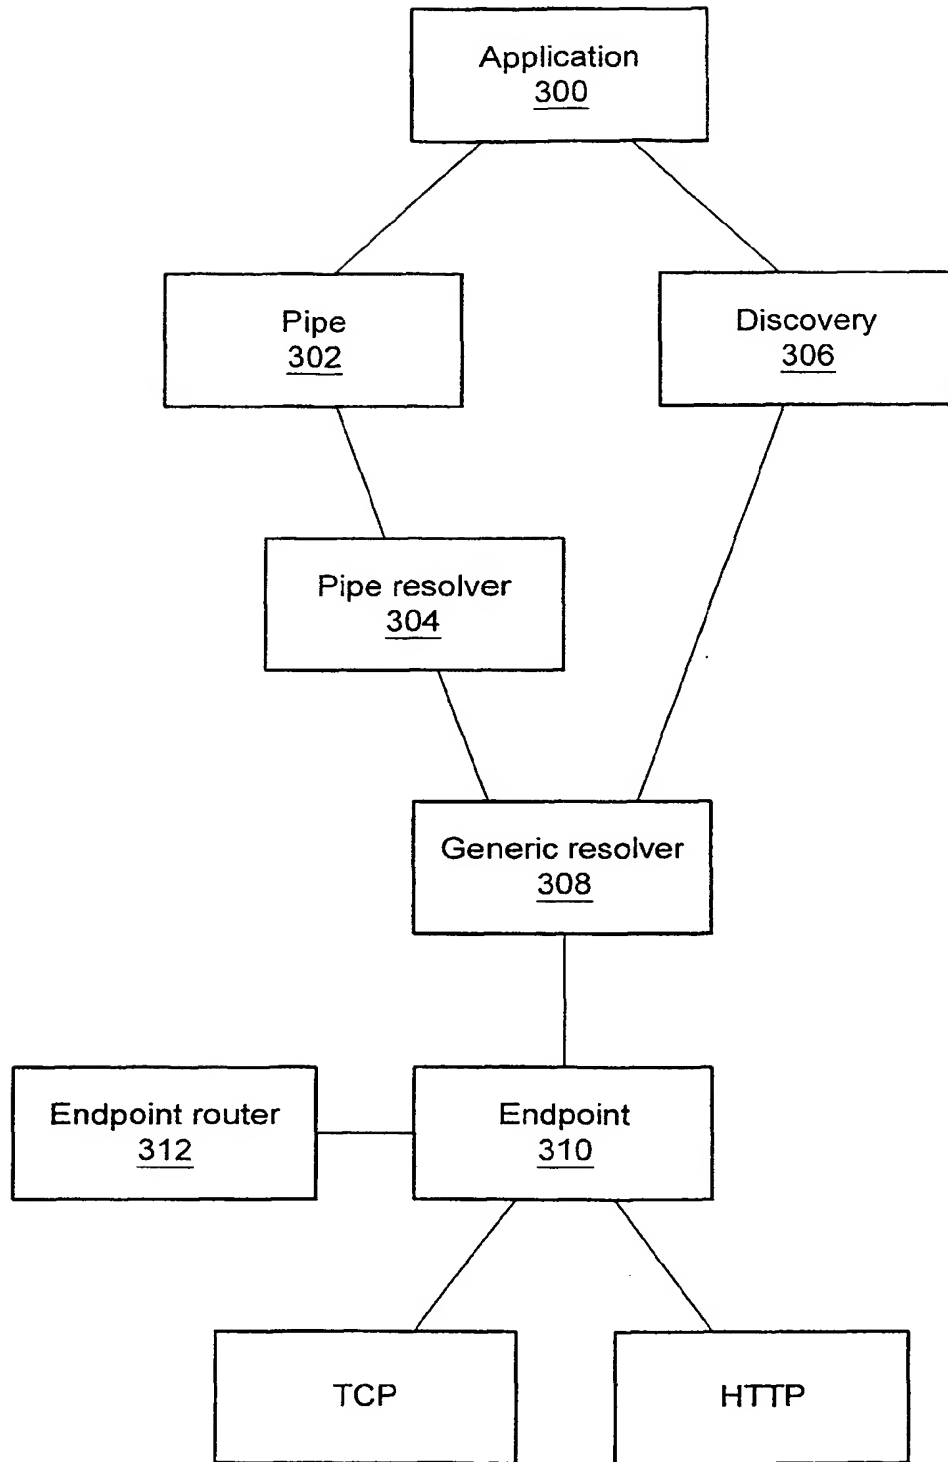 Application
300
Pipe
302
Discovery
306
Pipe resolver
304
Generic resolver
308
Endpoint router
312
Endpoint
310
TCP
HTTP